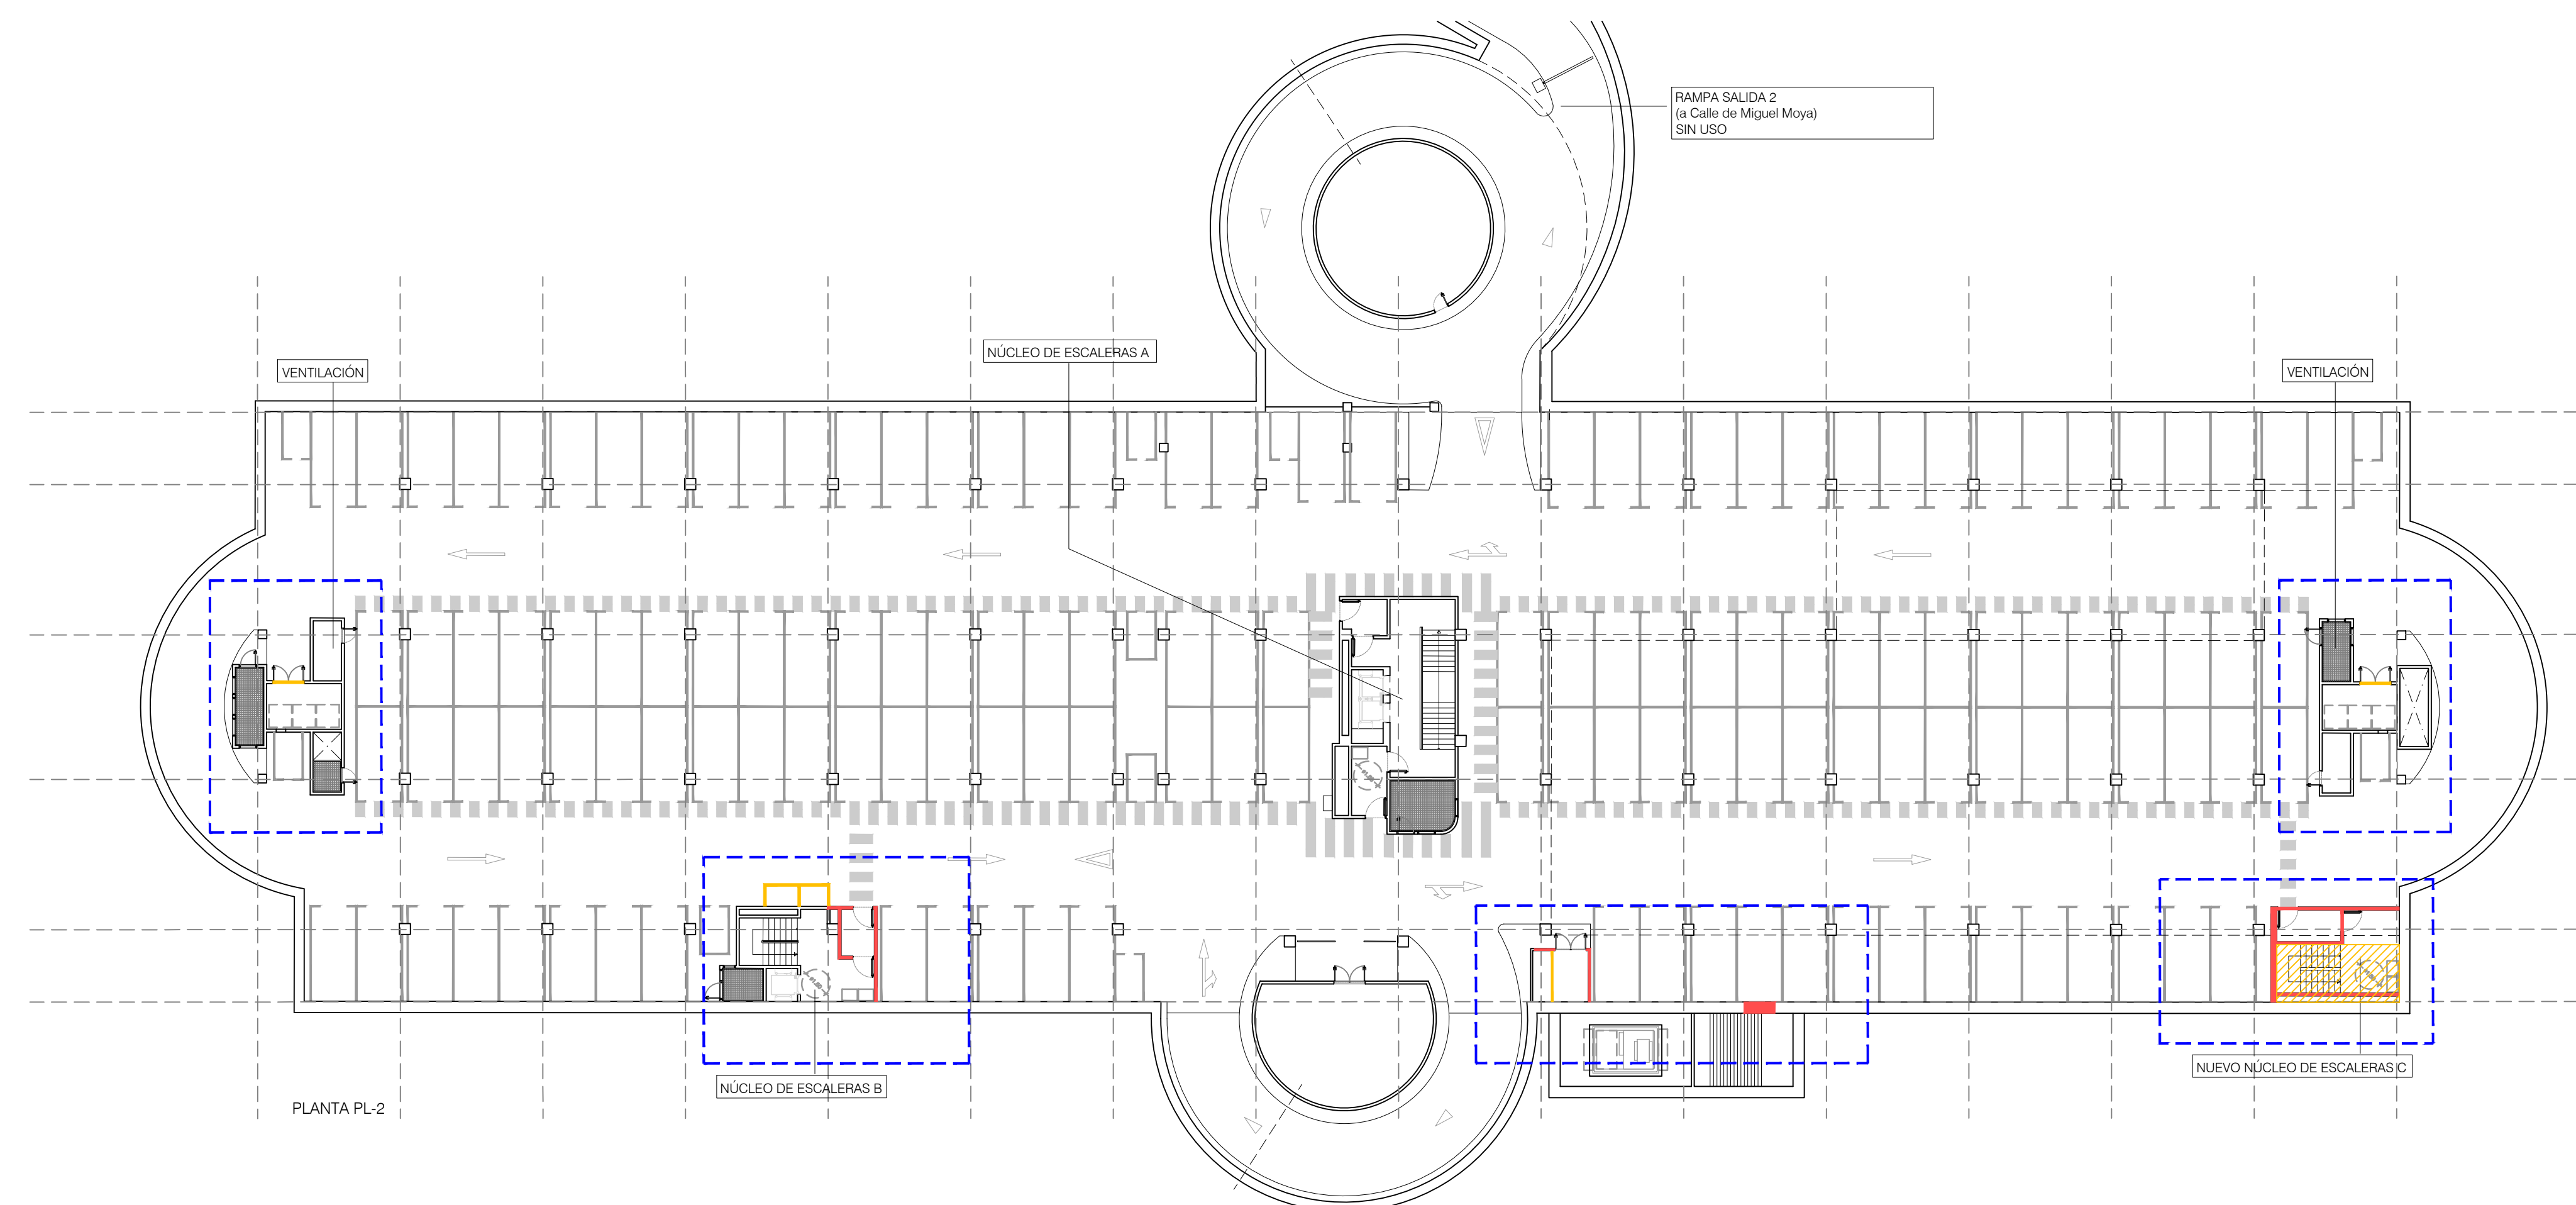 RAMPA SALIDA 2
(a Calle de Miguel Moya)
SIN USO
NÚCLEO DE ESCALERAS A
VENTILACIÓN
VENTILACIÓN
NUEVO NÚCLEO DE ESCALERAS C
NÚCLEO DE ESCALERAS B
PLANTA PL-2